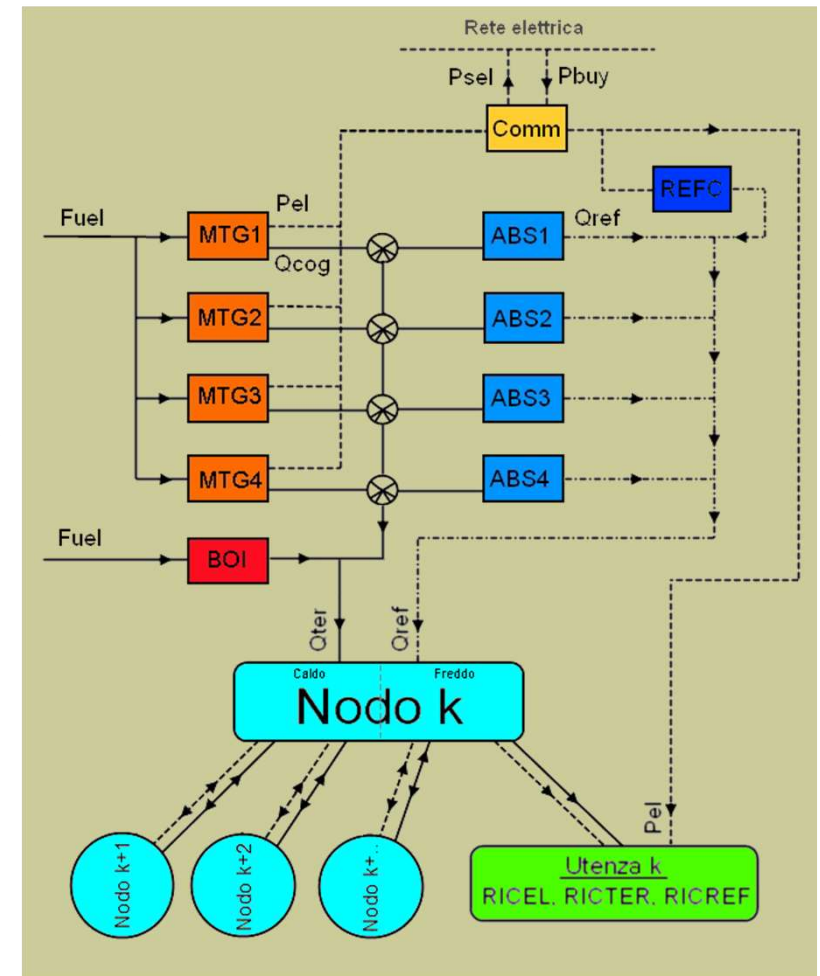 Rete elettrica
Psel
Pbuy
Comm
REFC
Fuel
Pel
MTG1
Qcog
ABS1
Qref
MTG2
ABS2
MTG3
ABS3
MTG4
ABS4
Fuel
BOI
Qter
Qref
Caldo
Freddo
Nodo k
Pel
Nodo k+1
Nodo k+2
Nodo k+..
Utenza k
RICEL, RICTER, RICREF